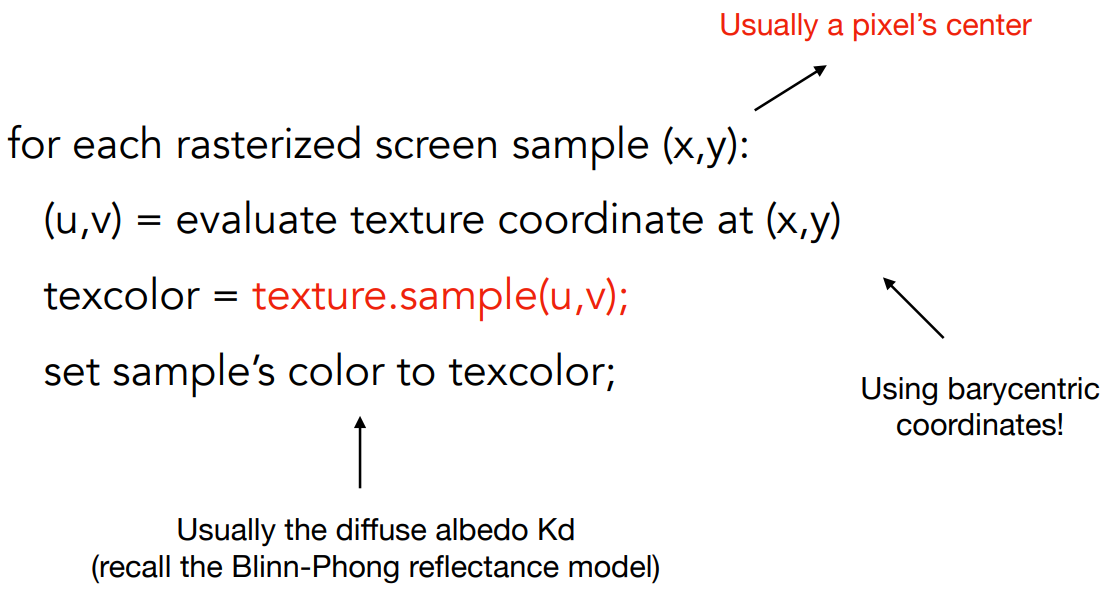 Usually a pixel’s center
for each rasterized screen sample (x,y):
(u,v) = evaluate texture coordinate at (x,y)
texcolor = texture.sample(u,v);
set sample’s color to texcolor;
Using barycentric
coordinates!
Usually the diffuse albedo Kd
(recall the Blinn-Phong reflectance model)